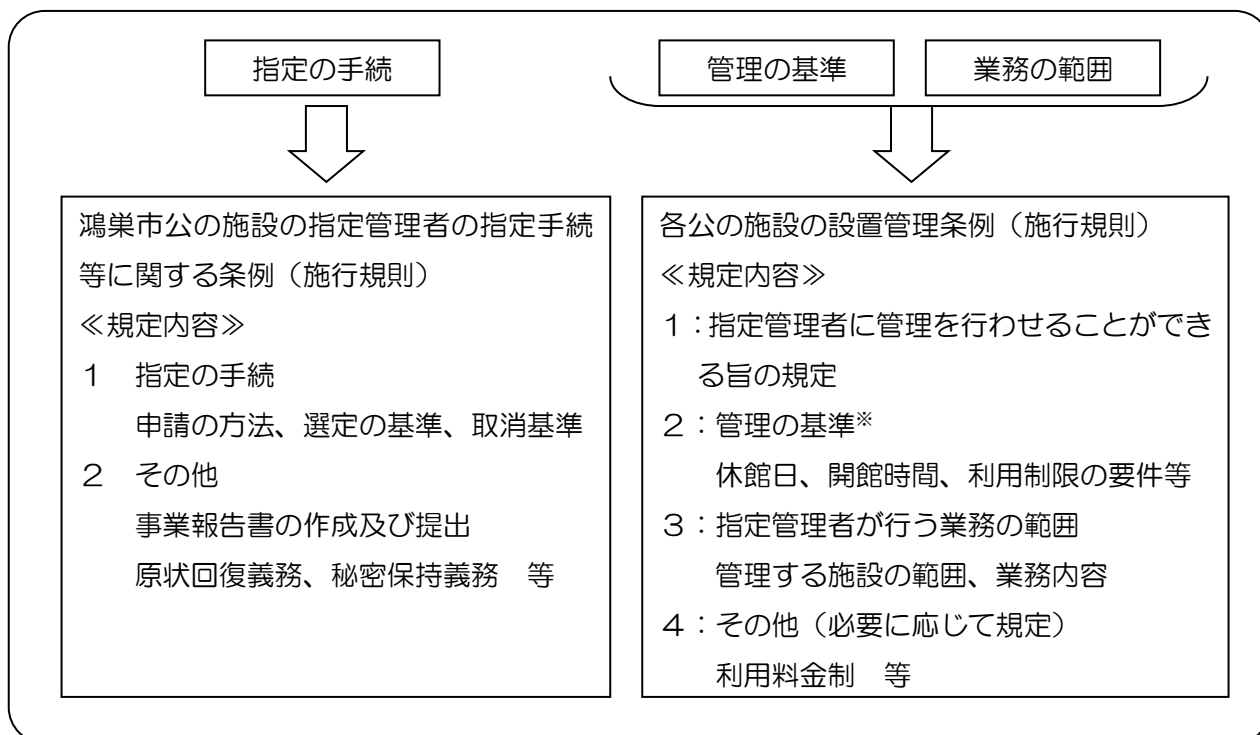 指定の手続
管理の基準
業務の範囲
鴻巣市公の施設の指定管理者の指定手続
等に関する条例（施行規則）
≪規定内容≫
１　指定の手続
申請の方法、選定の基準、取消基準
２　その他
事業報告書の作成及び提出
原状回復義務、秘密保持義務　等
各公の施設の設置管理条例（施行規則）
≪規定内容≫
１：指定管理者に管理を行わせることができ
る旨の規定
２：管理の基準※
休館日、開館時間、利用制限の要件等
３：指定管理者が行う業務の範囲
管理する施設の範囲、業務内容
４：その他（必要に応じて規定）
利用料金制　等